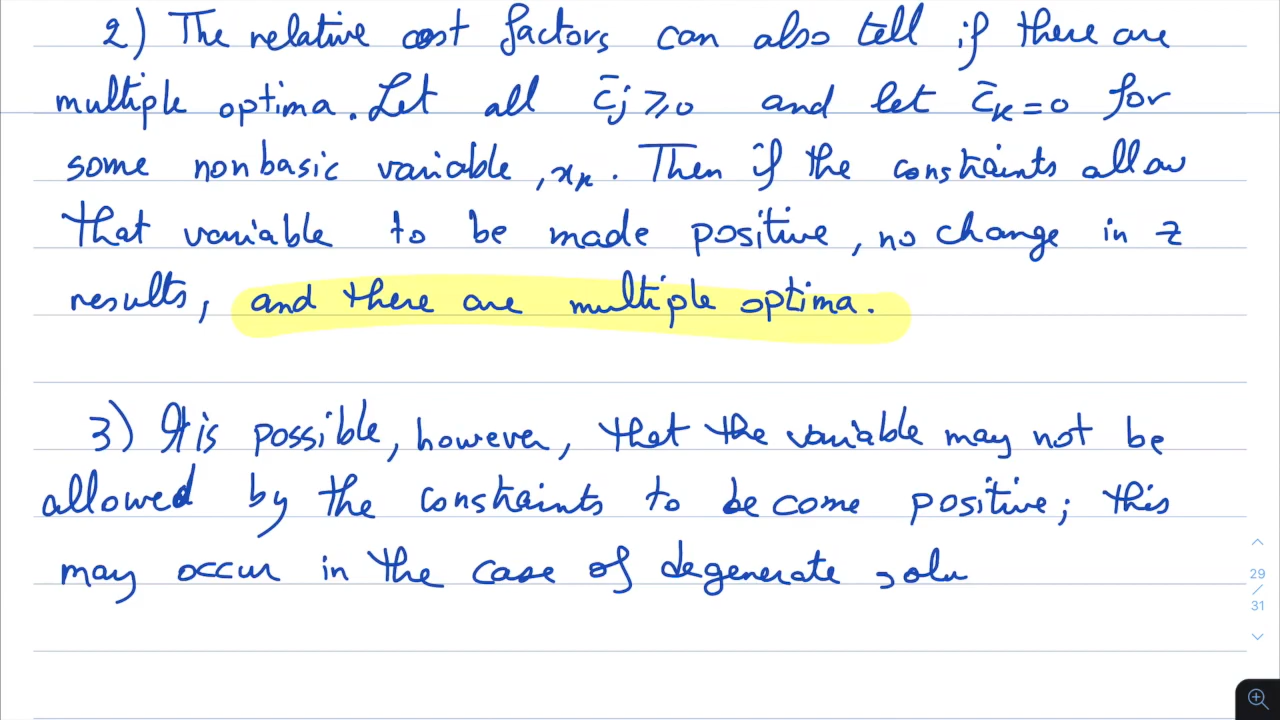 2) The relative cost factors can also tell if there are
multiple optima. Let all c̄j ⩾ 0 and let c̄k = 0 for
some nonbasic variable, xk. Then if the constraints allow
that variable to be made positive, no change in z
results, and there are multiple optima.
3) It is possible, however, that the variable may not be
allowed by the constraints to become positive; this
may occur in the case of degenerate solu
29
/
31